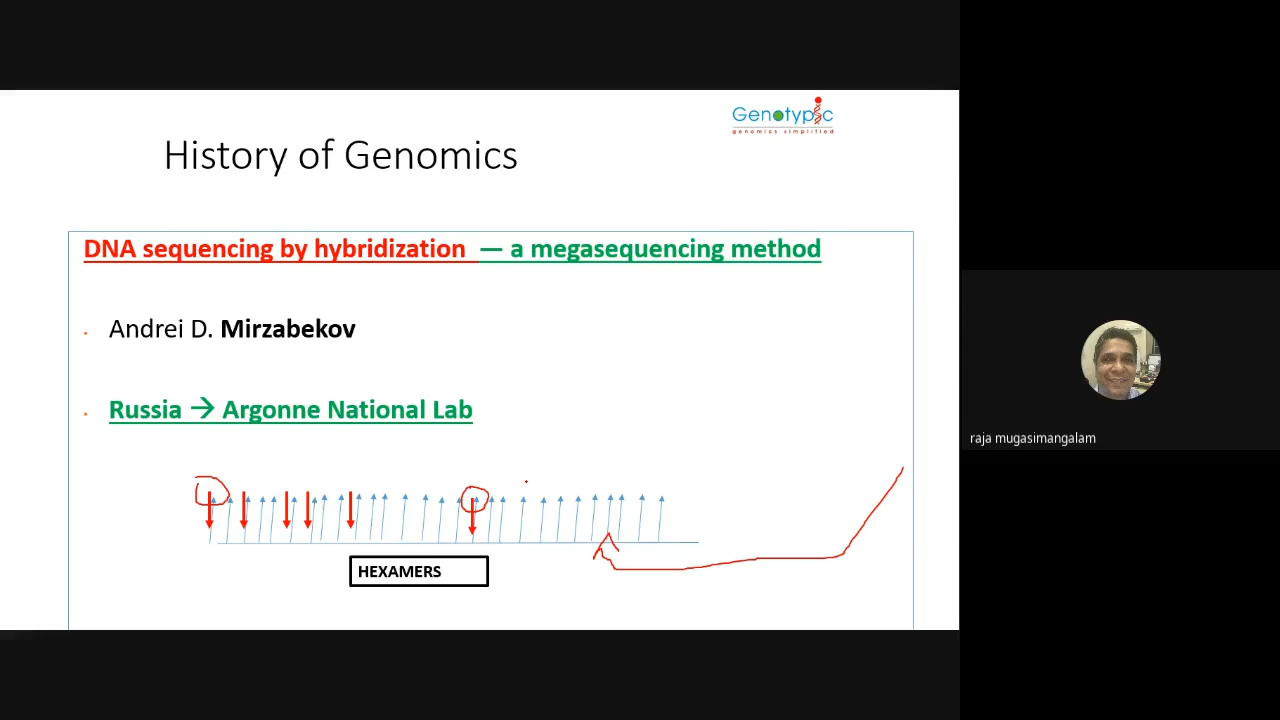 Genotypic
genomics simplified
History of Genomics
DNA sequencing by hybridization — a megasequencing method
Andrei D. Mirzabekov
Russia → Argonne National Lab
HEXAMERS
raja mugasimangalam